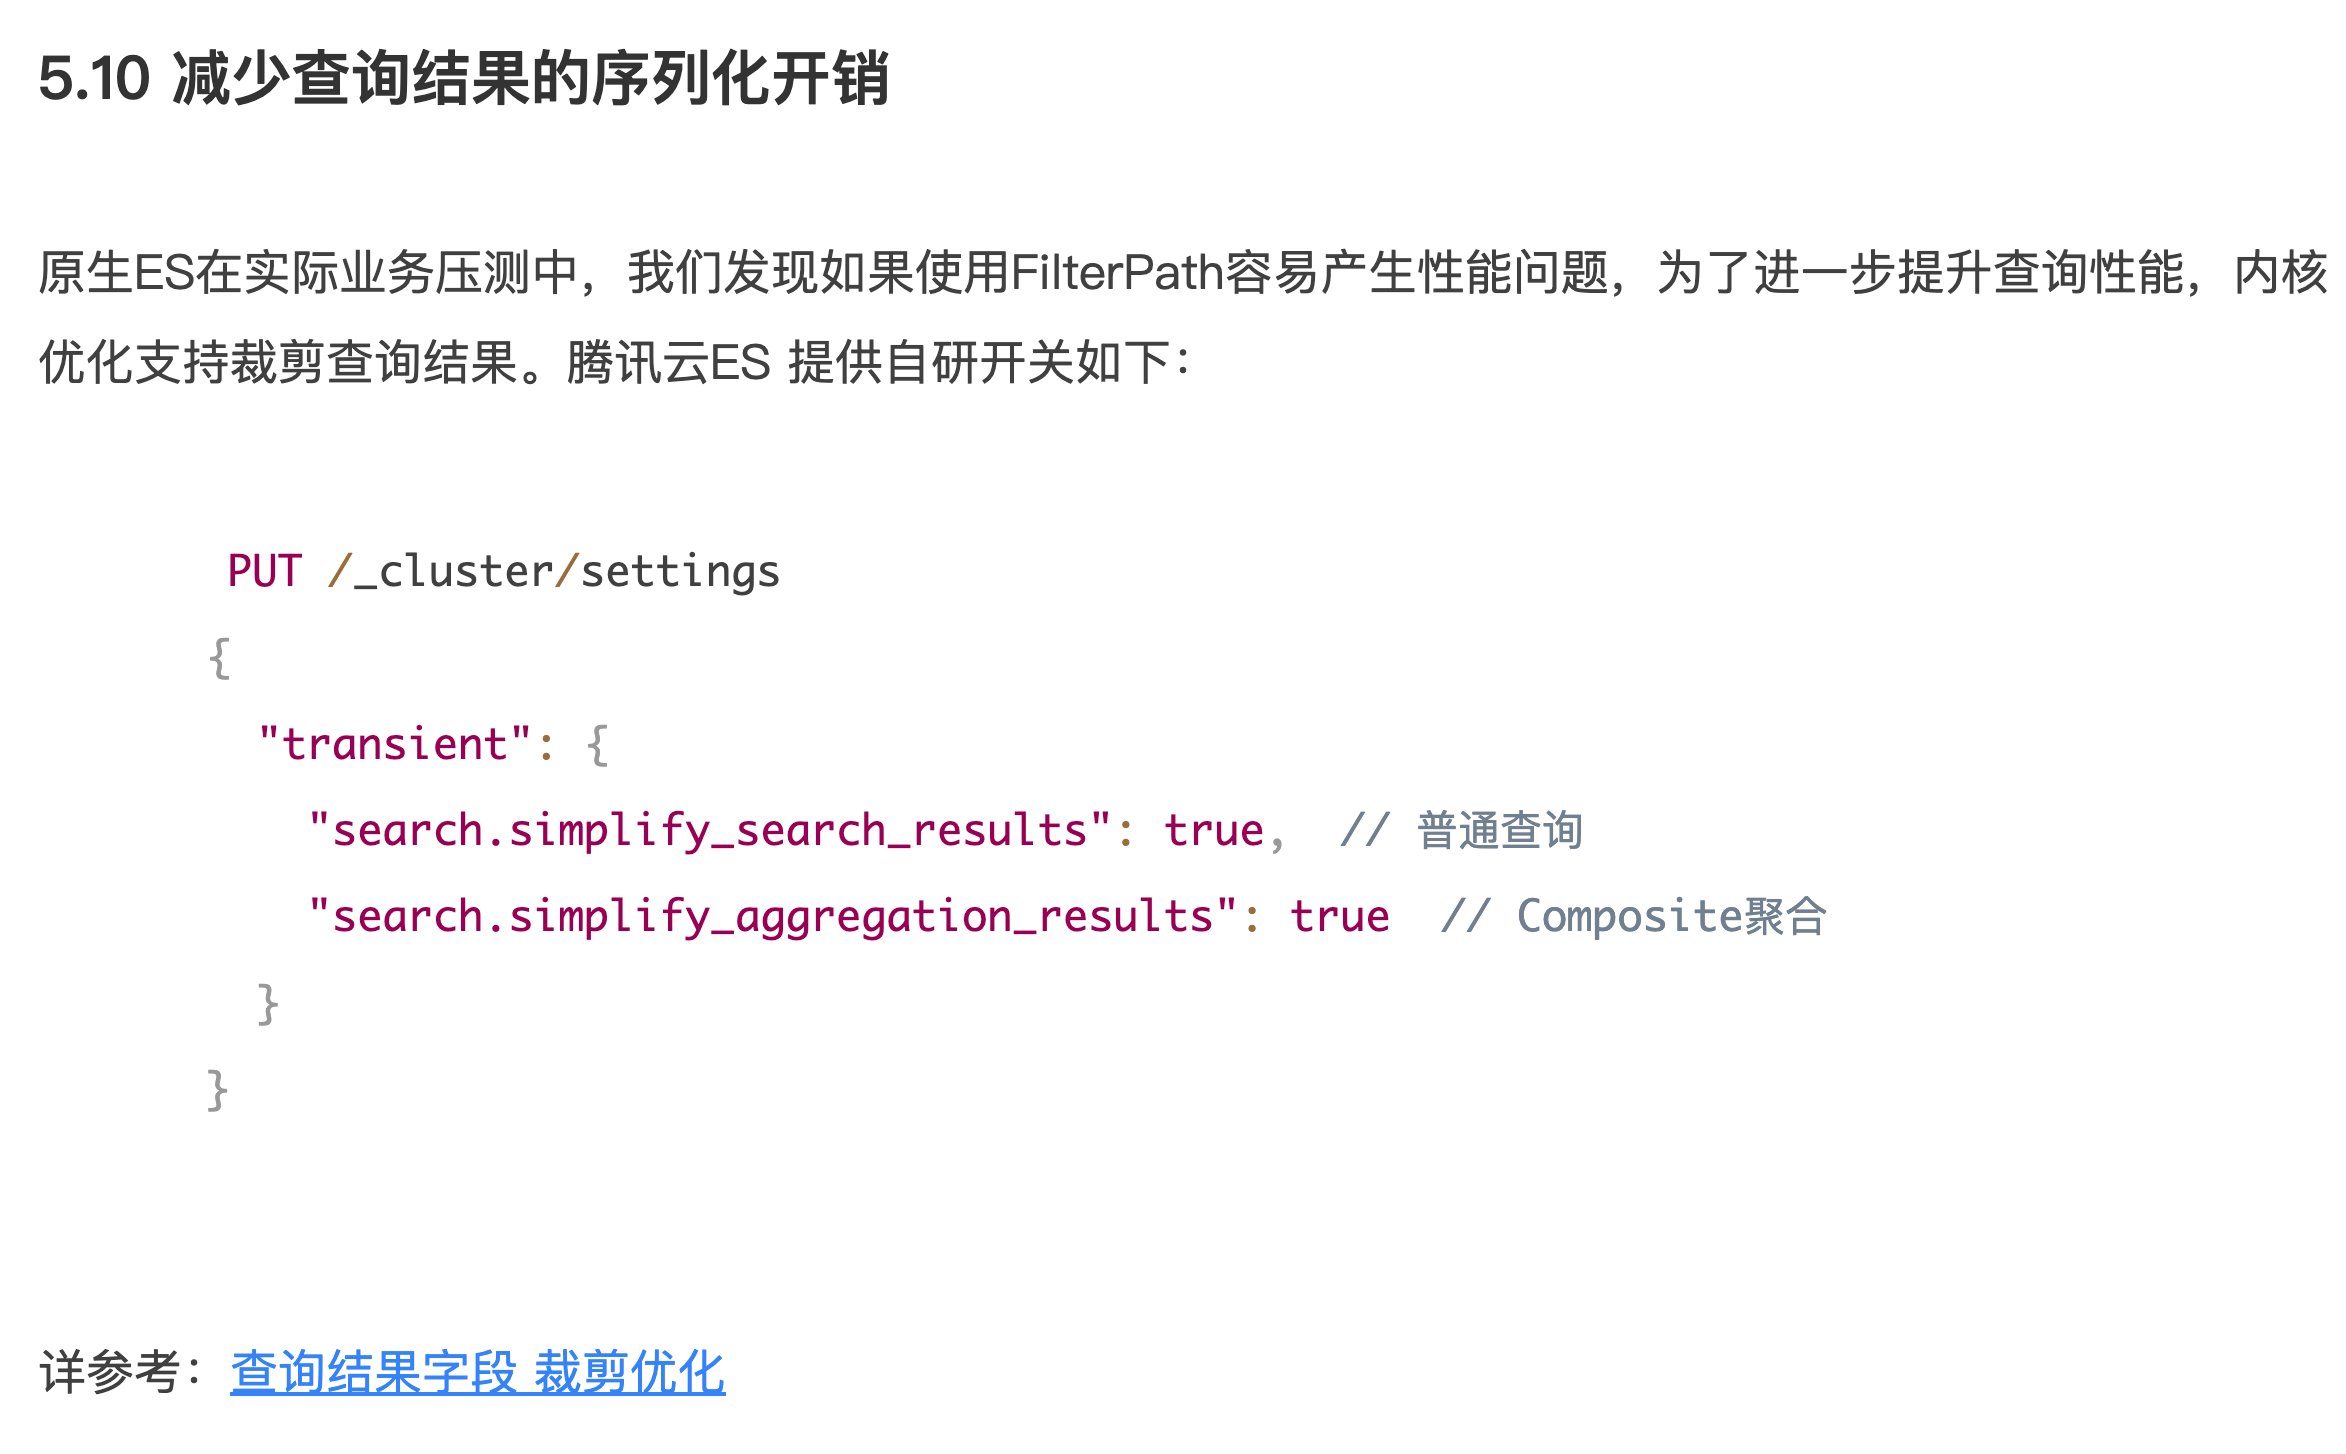 5.10 减少查询结果的序列化开销
原生ES在实际业务压测中，我们发现如果使用FilterPath容易产生性能问题，为了进一步提升查询性能，内核
优化支持裁剪查询结果。腾讯云ES 提供自研开关如下：
PUT /_cluster/settings
{
  "transient": {
    "search.simplify_search_results": true,  // 普通查询
    "search.simplify_aggregation_results": true  // Composite聚合
  }
}
详参考：查询结果字段 裁剪优化